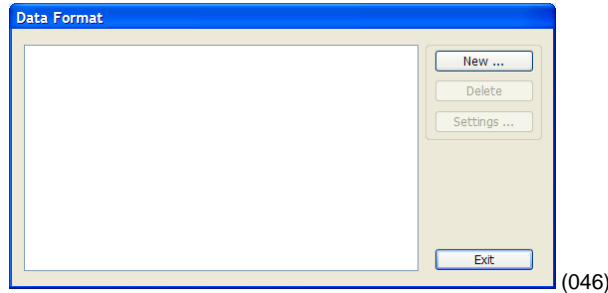 Data Format
New ...
Delete
Settings ...
Exit
(046)